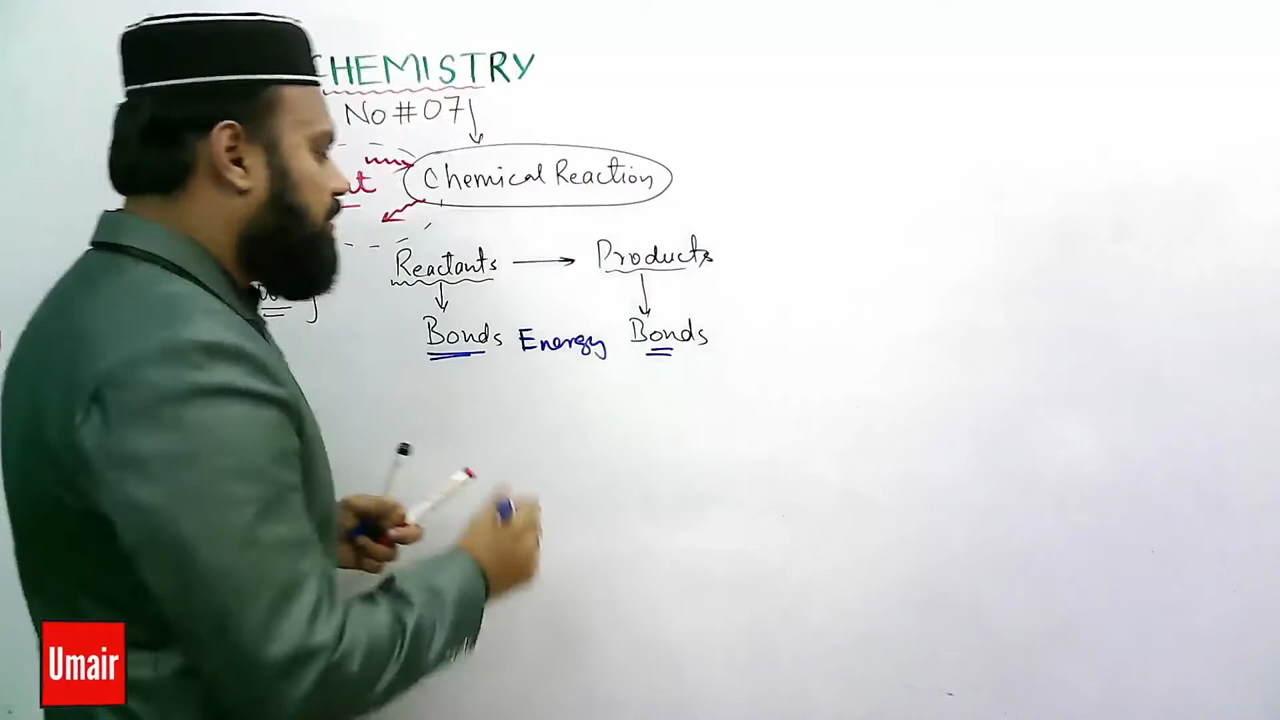 CHEMISTRY
No # 07
Chemical Reaction
Reactants → Products
Bonds Energy Bonds
Umair